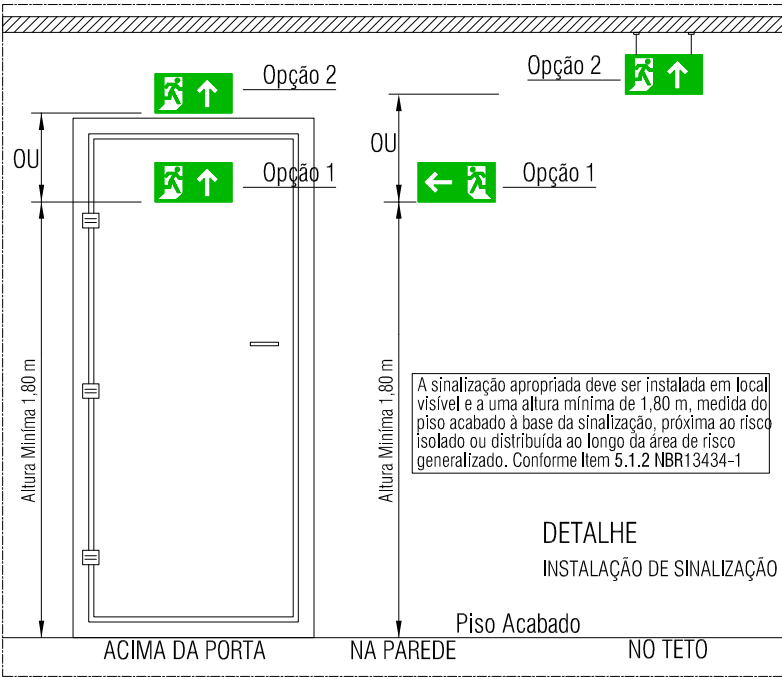 Opção 2
Opção 2
OU
OU
Opção 1
Opção 1
Altura Miníma 1,80 m
Altura Miníma 1,80 m
A sinalização apropriada deve ser instalada em local
visível e a uma altura mínima de 1,80 m, medida do
piso acabado à base da sinalização, próxima ao risco
isolado ou distribuída ao longo da área de risco
generalizado. Conforme Item 5.1.2 NBR13434-1
DETALHE
INSTALAÇÃO DE SINALIZAÇÃO
Piso Acabado
ACIMA DA PORTA
NA PAREDE
NO TETO